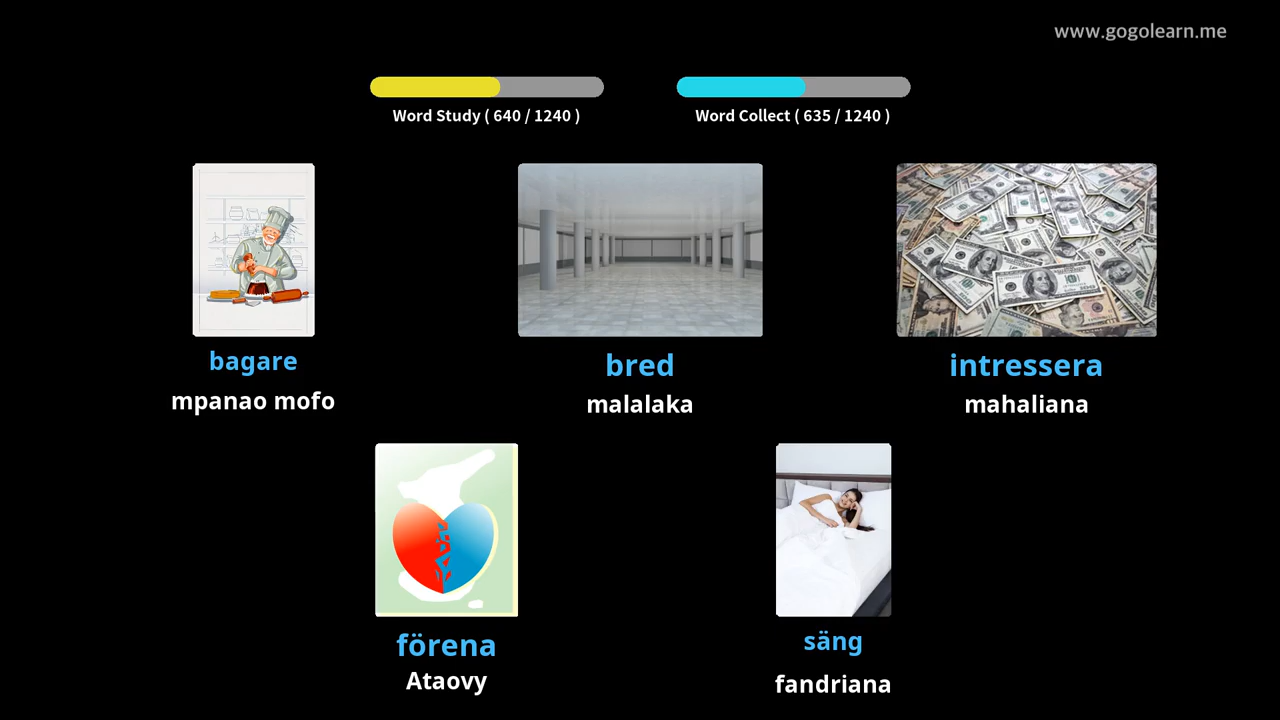 www.gogolearn.me
Word Study ( 640 / 1240 )
Word Collect ( 635 / 1240 )
bagare
mpanao mofo
bred
malalaka
intressera
mahaliana
förena
Ataovy
säng
fandriana